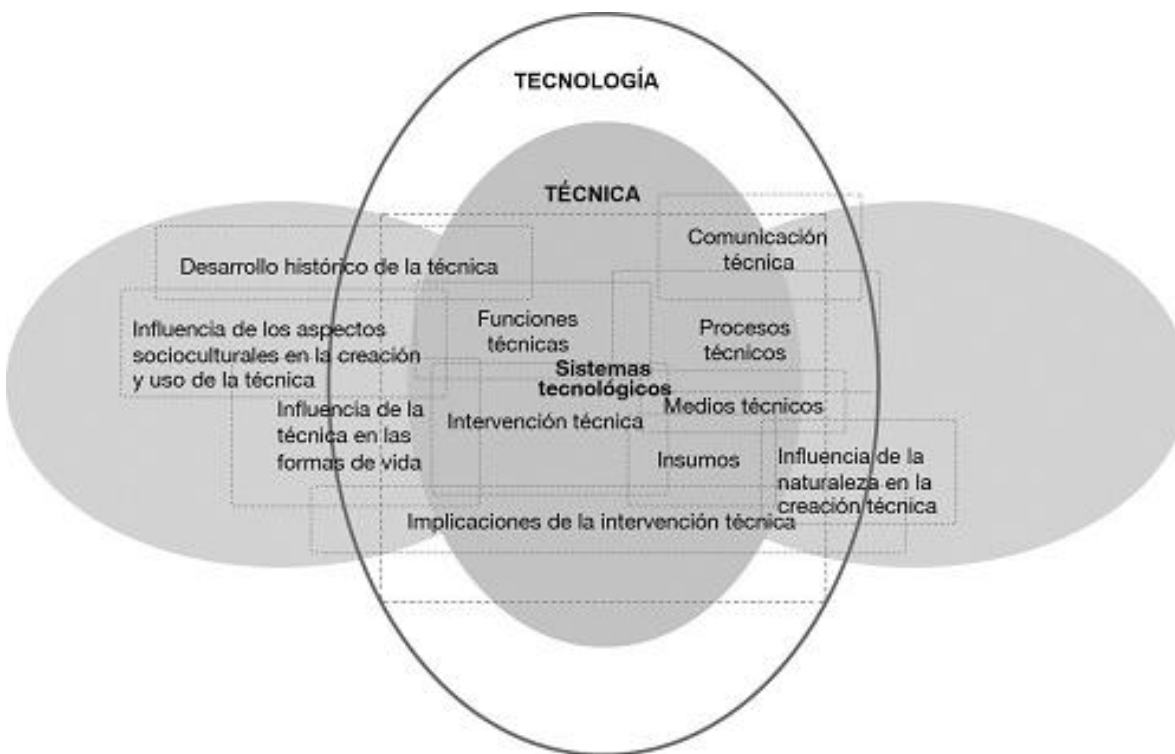 TECNOLOGÍA
TÉCNICA
Comunicación
técnica
Desarrollo histórico de la técnica
Funciones
técnicas
Procesos
técnicos
Influencia de los aspectos
socioculturales en la creación
y uso de la técnica
Sistemas
tecnológicos
Influencia de la
técnica en las
formas de vida
Intervención técnica
Medios técnicos
Insumos
Influencia de la
naturaleza en la
creación técnica
Implicaciones de la intervención técnica